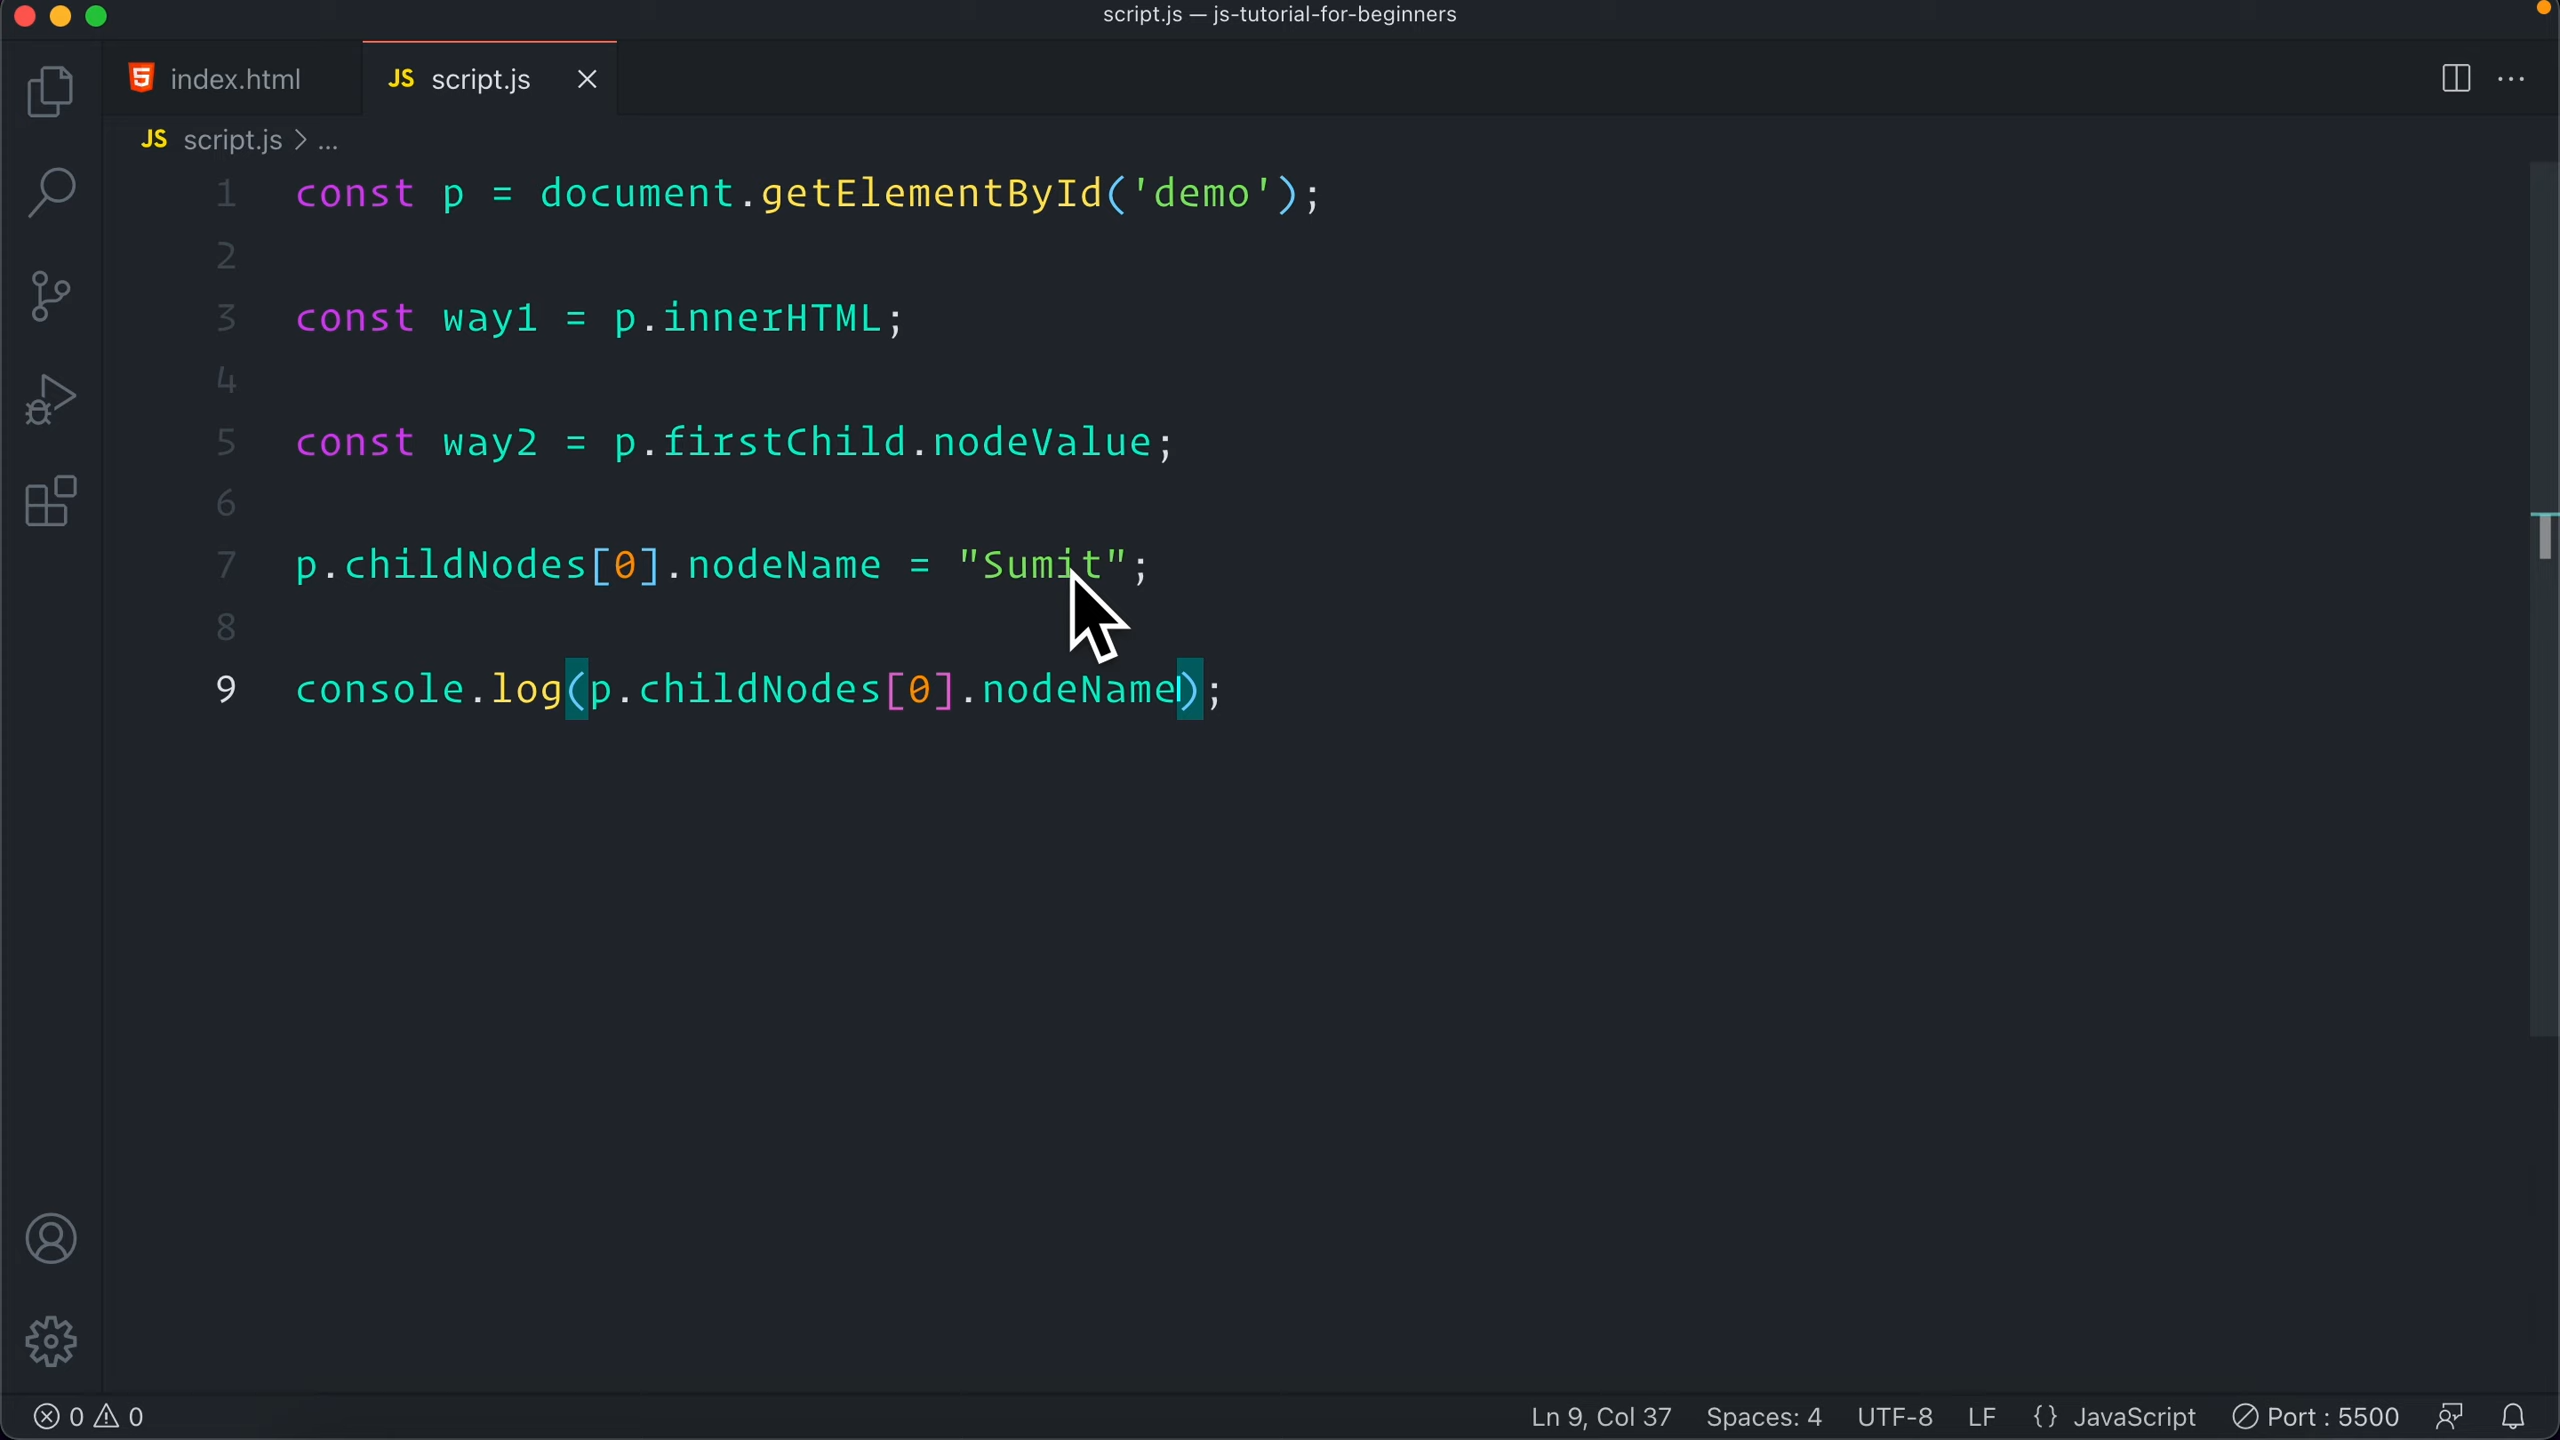 script.js — js-tutorial-for-beginners
index.html
JS script.js
JS script.js > ...
1 const p = document.getElementById('demo');
2
3 const way1 = p.innerHTML;
4
5 const way2 = p.firstChild.nodeValue;
6
7 p.childNodes[0].nodeName = "Sumit";
8
9 console.log(p.childNodes[0].nodeName);
0 0 Ln 9, Col 37 Spaces: 4 UTF-8 LF {} JavaScript Port : 5500